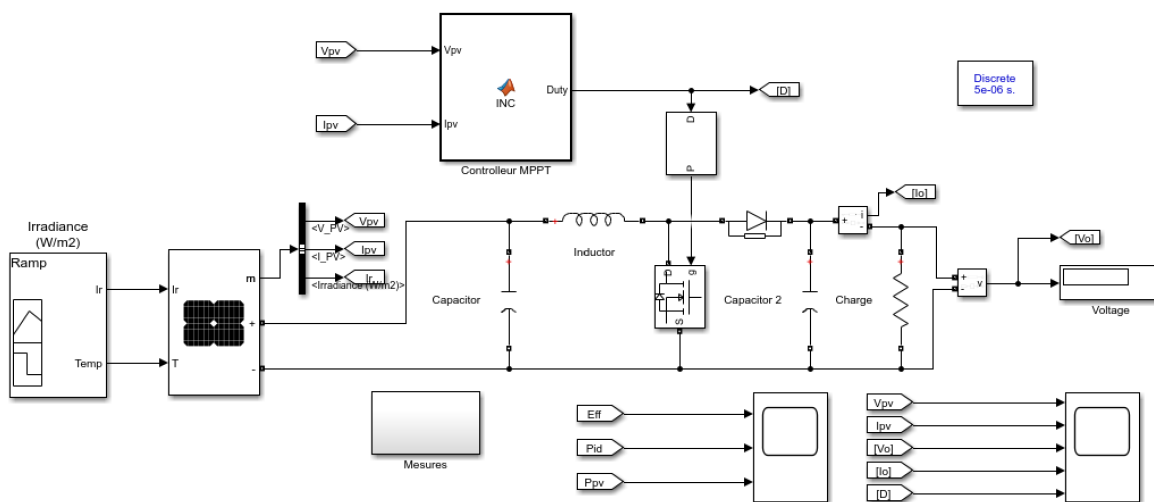 Vpv
Ipv
Vpv
Ipv
INC
Duty
Controlleur MPPT
[D]
Discrete
5e-06 s.
D
P
Irradiance
(W/m2)
Ramp
Ir
Temp
Ir
T
m
+
-
<V_PV>
<I_PV>
<Irradiance (W/m2)>
Vpv
Ipv
Ir
Capacitor
+
Inductor
+
D
g
S
Capacitor 2
+
+
i
-
[Io]
Charge
+
+
-
v
[Vo]
Voltage
Mesures
Eff
Pid
Ppv
Vpv
Ipv
[Vo]
[Io]
[D]